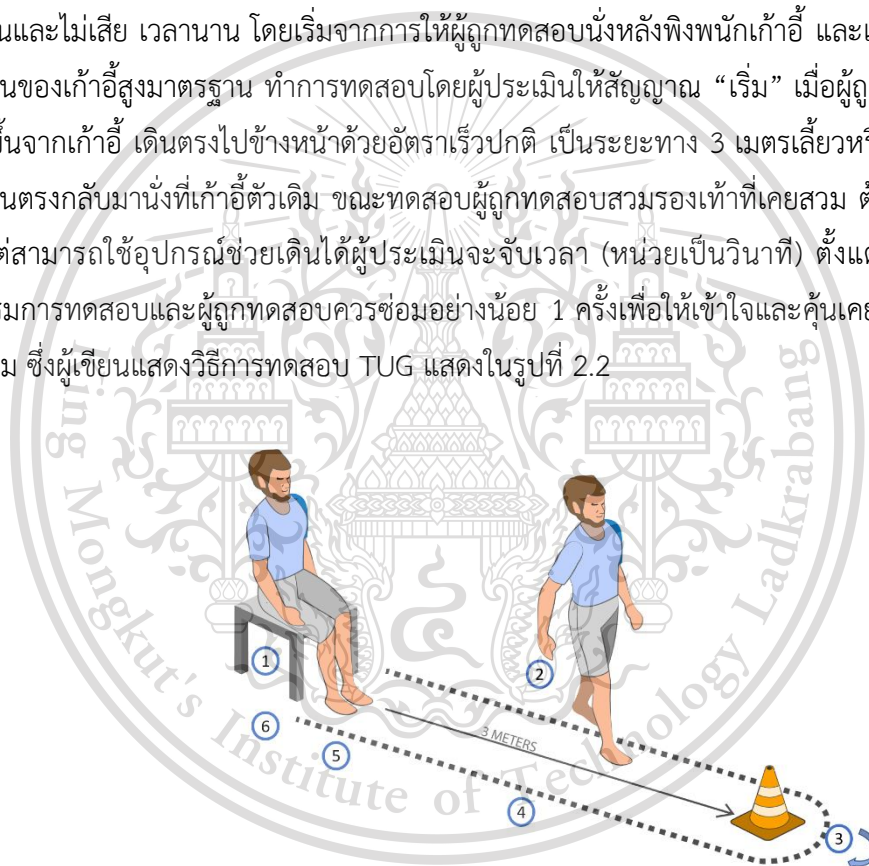 นและไม่เสีย เวลานาน โดยเริ่มจากการให้ผู้ถูกทดสอบนั่งหลังพิงพนักเก้าอี้ และเ
นของเก้าอี้สูงมาตรฐาน ทำการทดสอบโดยผู้ประเมินให้สัญญาณ “เริ่ม” เมื่อผู้ถู
ขึ้นจากเก้าอี้ เดินตรงไปข้างหน้าด้วยอัตราเร็วปกติ เป็นระยะทาง 3 เมตรเลี้ยวหรื
นตรงกลับมานั่งที่เก้าอี้ตัวเดิม ขณะทดสอบผู้ถูกทดสอบสวมรองเท้าที่เคยสวม ต้
ต่สามารถใช้อุปกรณ์ช่วยเดินได้ผู้ประเมินจะจับเวลา (หน่วยเป็นวินาที) ตั้งแต่
รมการทดสอบและผู้ถูกทดสอบควรซ่อมอย่างน้อย 1 ครั้งเพื่อให้เข้าใจและคุ้นเคย
ม ซึ่งผู้เขียนแสดงวิธีการทดสอบ TUG แสดงในรูปที่ 2.2
King Mongkut's Institute of Technology Ladkrabang
1
2
6
3 METERS
5
4
3